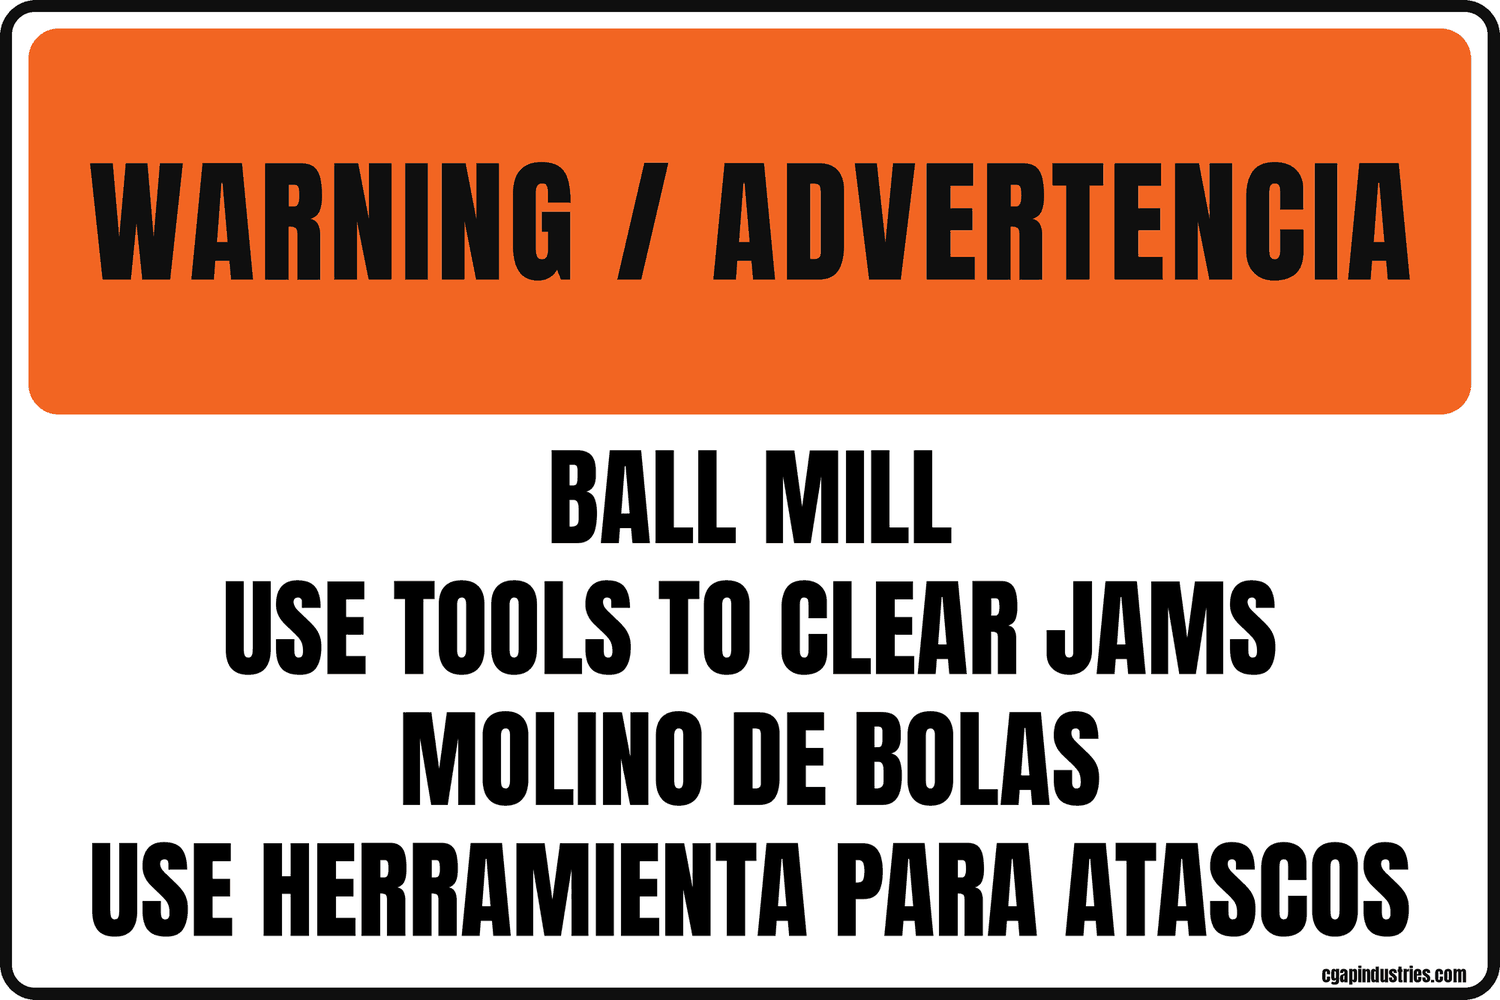 WARNING / ADVERTENCIA
BALL MILL
USE TOOLS TO CLEAR JAMS
MOLINO DE BOLAS
USE HERRAMIENTA PARA ATASCOS
cgapindustries.com